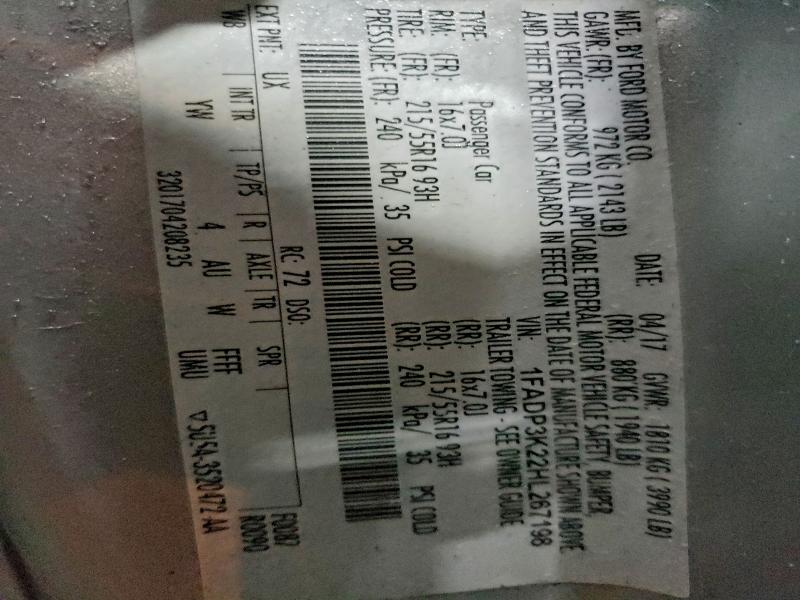 MFD. BY FORD MOTOR CO. DATE: 04/17 GVWR: 1810 KG ( 3990 LB)
GAWR: (FR): 972 KG ( 2143 LB) (RR): 880 KG ( 1940 LB)
THIS VEHICLE CONFORMS TO ALL APPLICABLE FEDERAL MOTOR VEHICLE SAFETY, BUMPER,
AND THEFT PREVENTION STANDARDS IN EFFECT ON THE DATE OF MANUFACTURE SHOWN ABOVE
VIN: 1FADP3K22HL267198
TYPE: Passenger Car TRAILER TOWING - SEE OWNER GUIDE
RIM: (FR): 16x7.0J (RR): 16x7.0J
TIRE: (FR): 215/55R16 93H (RR): 215/55R16 93H
PRESSURE: (FR): 240 kPa/ 35 PSI COLD (RR): 240 kPa/ 35 PSI COLD
F0087
EXT PNT: UX RC: 72 DSO: R0090
WB INT TR TP/PS R AXLE TR SPR
YW 4 AU W FFFF
UIMU
3201704208235 ▽5U5A-3520472-AA